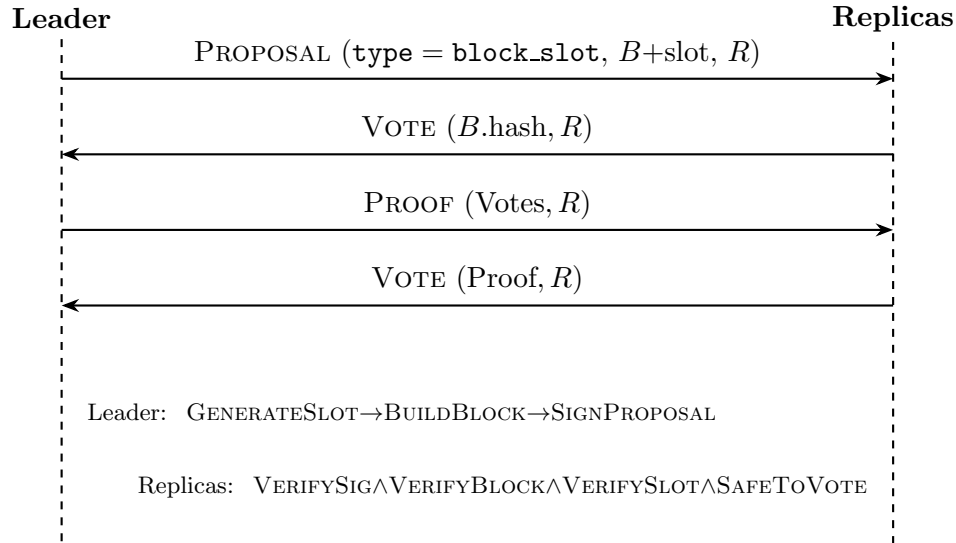 Leader Replicas
PROPOSAL (type = block_slot, B+slot, R)
VOTE (B.hash, R)
PROOF (Votes, R)
VOTE (Proof, R)
Leader: GENERATESLOT→BUILDBLOCK→SIGNPROPOSAL
Replicas: VERIFYSIG∧VERIFYBLOCK∧VERIFYSLOT∧SAFETOVOTE